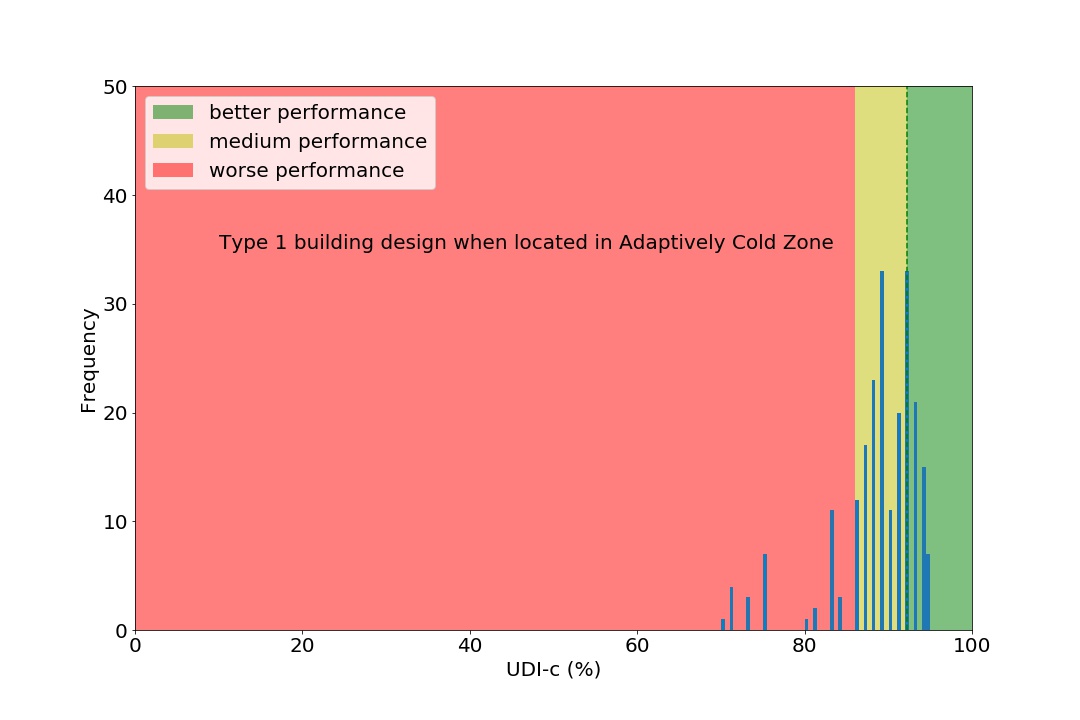 50
40
30
20
10
0
Frequency
better performance
medium performance
worse performance
Type 1 building design when located in Adaptively Cold Zone
0 20 40 60 80 100
UDI-c (%)